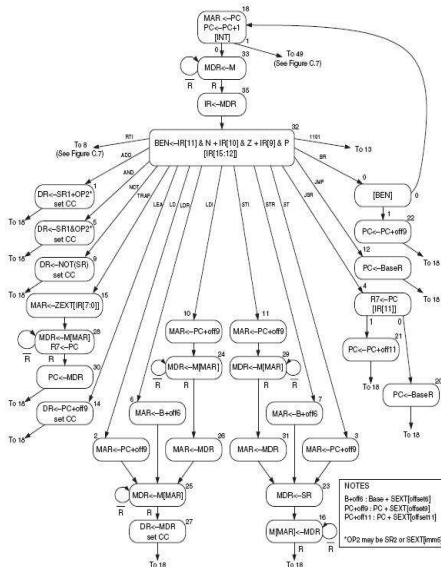 18
MAR<–PC
PC<–PC+1
[INT]
0
1
To 49
(See Figure C.7)
33
MDR<–M
R
R
35
IR<–MDR
32
BEN<–IR[11] & N + IR[10] & Z + IR[9] & P
[IR[15:12]]
RTI
To 8
(See Figure C.7)
1101
To 13
ADD
AND
NOT
TRAP
LEA
LD
LDR
LDI
STI
STR
ST
JSR
JMP
BR
1
DR<–SR1+OP2*
set CC
To 18
5
DR<–SR1&OP2*
set CC
To 18
9
DR<–NOT(SR)
set CC
To 18
15
MAR<–ZEXT[IR[7:0]]
28
MDR<–M[MAR]
R7<–PC
R
R
30
PC<–MDR
To 18
14
DR<–PC+off9
set CC
To 18
0
[BEN]
0
1
22
PC<–PC+off9
To 18
12
PC<–BaseR
To 18
4
R7<–PC
[IR[11]]
1
0
21
PC<–PC+off11
To 18
20
PC<–BaseR
To 18
10
MAR<–PC+off9
11
MAR<–PC+off9
24
MDR<–M[MAR]
R
R
29
MDR<–M[MAR]
R
R
6
MAR<–B+off6
7
MAR<–B+off6
2
MAR<–PC+off9
26
MAR<–MDR
31
MAR<–MDR
3
MAR<–PC+off9
25
MDR<–M[MAR]
R
R
27
DR<–MDR
set CC
To 18
23
MDR<–SR
16
M[MAR]<–MDR
R
R
To 18
NOTES
B+off6 : Base + SEXT[offset6]
PC+off9 : PC + SEXT[offset9]
PC+off11 : PC + SEXT[offset11]
*OP2 may be SR2 or SEXT[imm5]